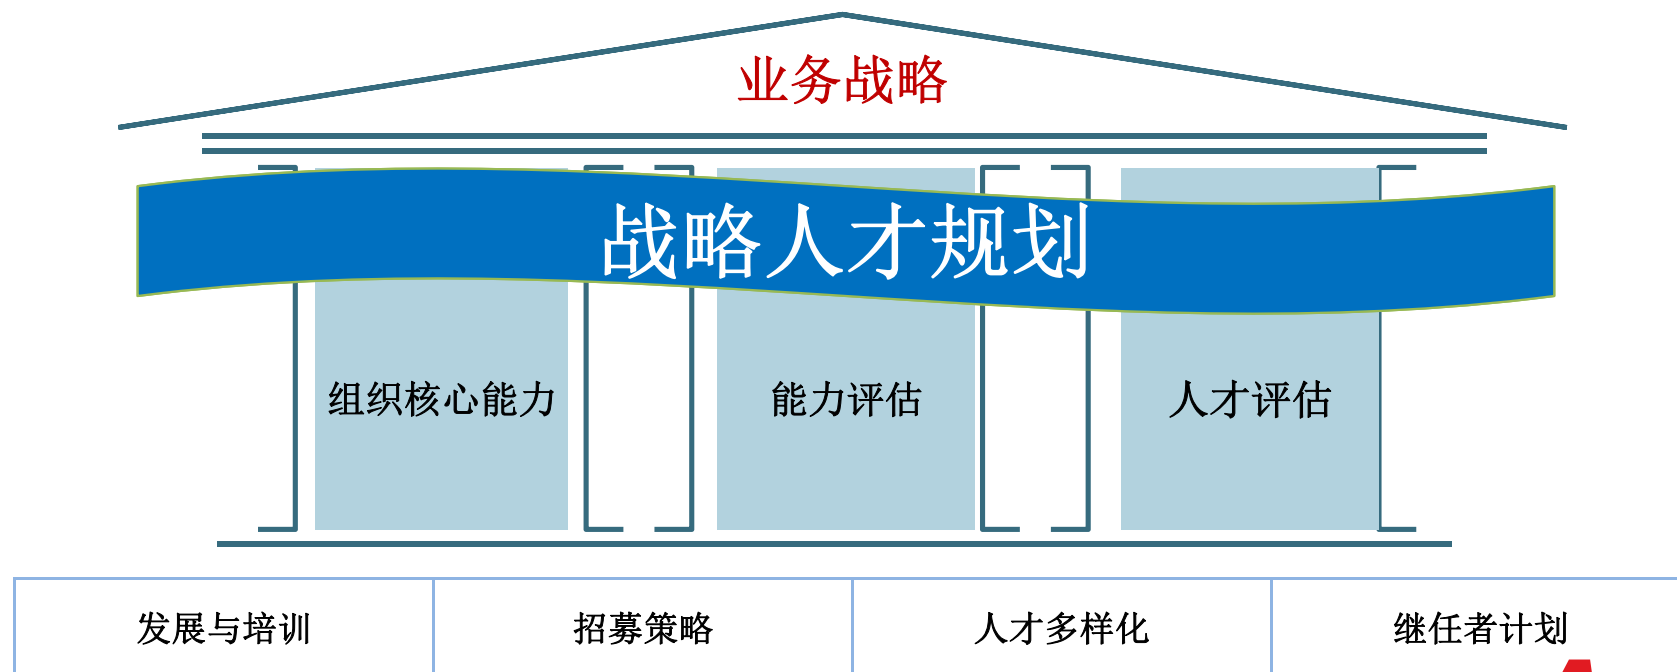 业务战略
战略人才规划
组织核心能力
能力评估
人才评估
发展与培训
招募策略
人才多样化
继任者计划